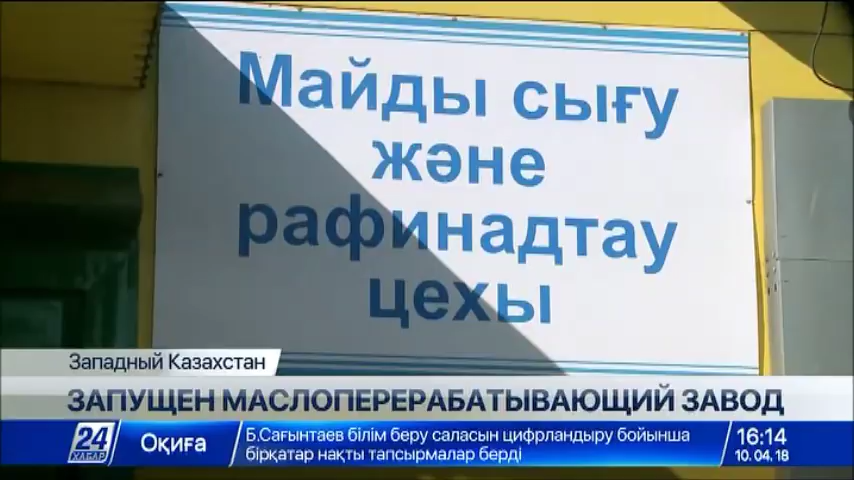 Майды сығу
және
рафинадтау
цехы
Западный Казахстан
ЗАПУЩЕН МАСЛОПЕРЕРАБАТЫВАЮЩИЙ ЗАВОД
24
ХАБАР
Оқиға
Б.Сағынтаев білім беру саласын цифрландыру бойынша
бірқатар нақты тапсырмалар берді
16:14
10.04.18